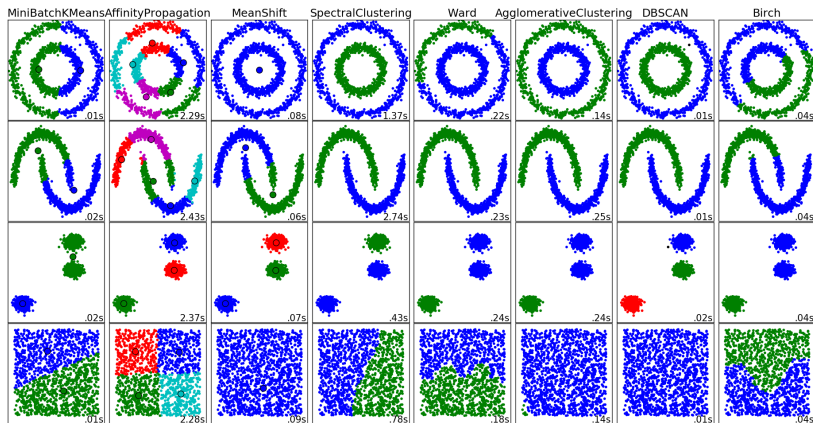 MiniBatchKMeans AffinityPropagation MeanShift SpectralClustering Ward AgglomerativeClustering DBSCAN Birch
.01s 2.29s .08s 1.37s .22s .14s .01s .04s
.02s 2.43s .06s 2.74s .23s .25s .01s .04s
.02s 2.37s .07s .43s .24s .24s .02s .04s
.01s 2.28s .09s .78s .18s .14s .01s .04s